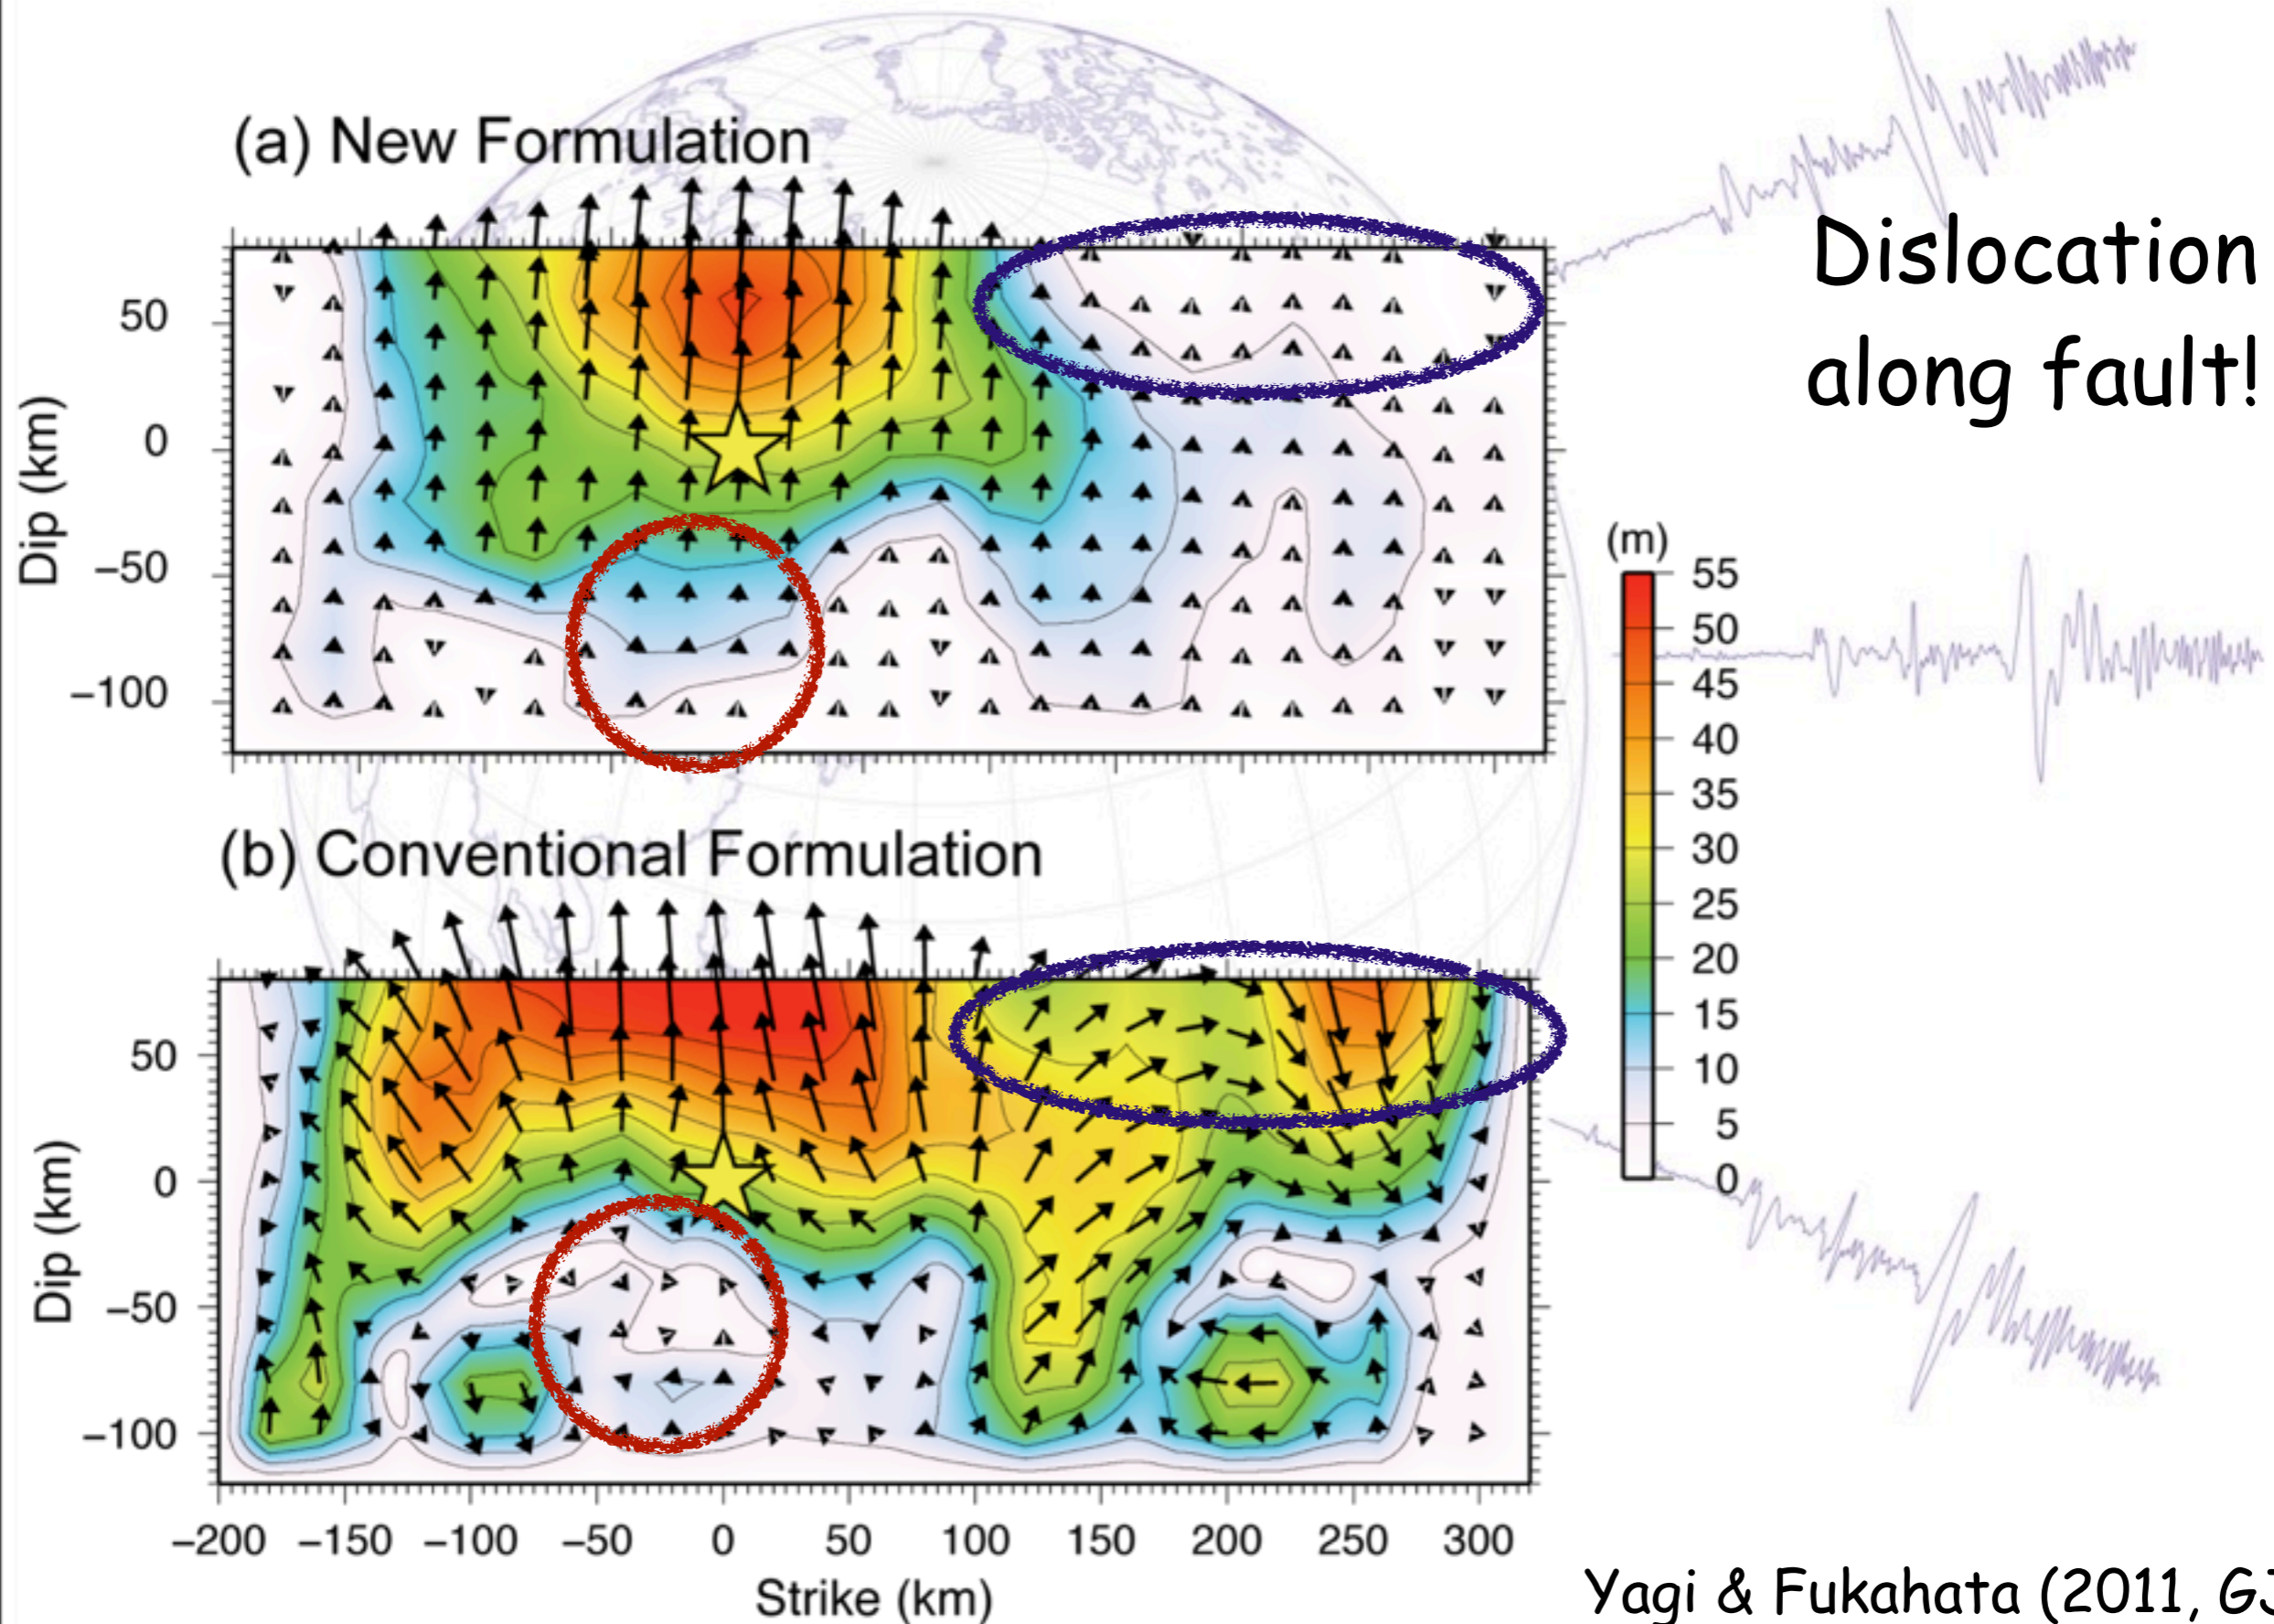 (a) New Formulation
Dislocation
along fault!
50
0
−50
−100
Dip (km)
(m)
55
50
45
40
35
30
25
20
15
10
5
0
(b) Conventional Formulation
50
0
−50
−100
Dip (km)
−200 −150 −100 −50 0 50 100 150 200 250 300
Strike (km)
Yagi & Fukahata (2011, GJ